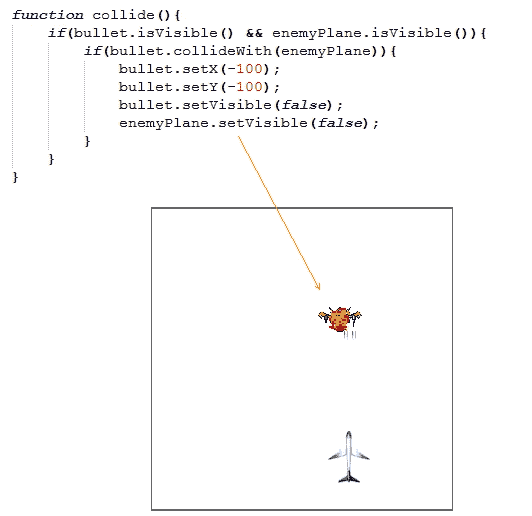 function collide(){
if(bullet.isVisible() && enemyPlane.isVisible()){
if(bullet.collideWith(enemyPlane)){
bullet.setX(-100);
bullet.setY(-100);
bullet.setVisible(false);
enemyPlane.setVisible(false);
}
}
}